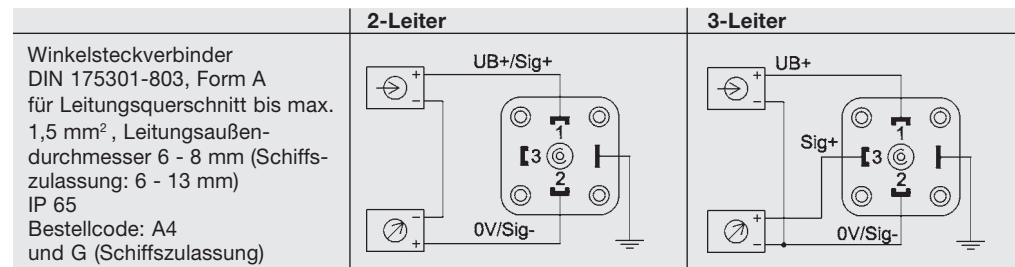 2-Leiter
3-Leiter
Winkelsteckverbinder
DIN 175301-803, Form A
für Leitungsquerschnitt bis max.
1,5 mm², Leitungsaußen-
durchmesser 6 - 8 mm (Schiffs-
zulassung: 6 - 13 mm)
IP 65
Bestellcode: A4
und G (Schiffszulassung)
UB+/Sig+
+
−
1
3
2
−
+
0V/Sig-
UB+
+
−
1
Sig+
3
2
+
−
0V/Sig-